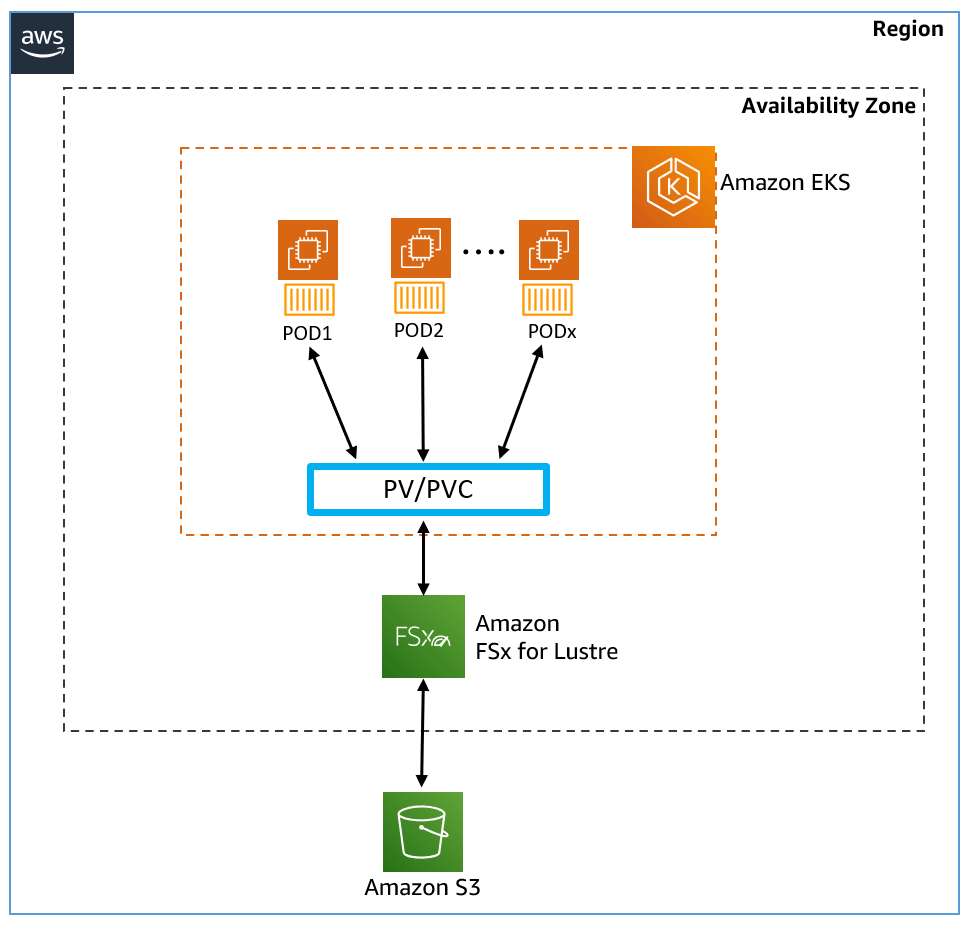 aws
Region
Availability Zone
Amazon EKS
K
POD1
POD2
....
PODx
PV/PVC
FSx
Amazon
FSx for Lustre
Amazon S3